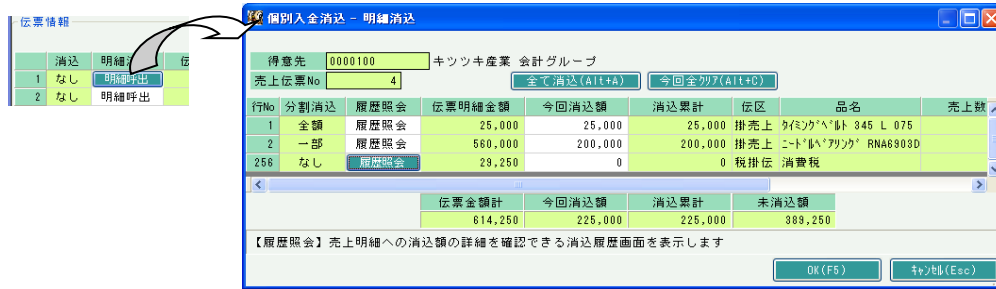 伝票情報
消込 明細 伝
1 なし 明細呼出
2 なし 明細呼出
個別入金消込 - 明細消込
得意先 0000100 キツツキ産業 会計グループ
売上伝票No 4 全て消込(Alt+A) 今回全クリア(Alt+C)
行No 分割消込 履歴照会 伝票明細金額 今回消込額 消込累計 伝区 品名 売上数
1 全額 履歴照会 25,000 25,000 25,000 掛売上 タイミングベルト 345 L 075
2 一部 履歴照会 560,000 200,000 200,000 掛売上 ニードルベアリング RNA6903D
256 なし 履歴照会 29,250 0 0 税掛伝 消費税
伝票金額計 今回消込額 消込累計 未消込額
614,250 225,000 225,000 389,250
【履歴照会】売上明細への消込額の詳細を確認できる消込履歴画面を表示します
OK(F5) キャンセル(Esc)